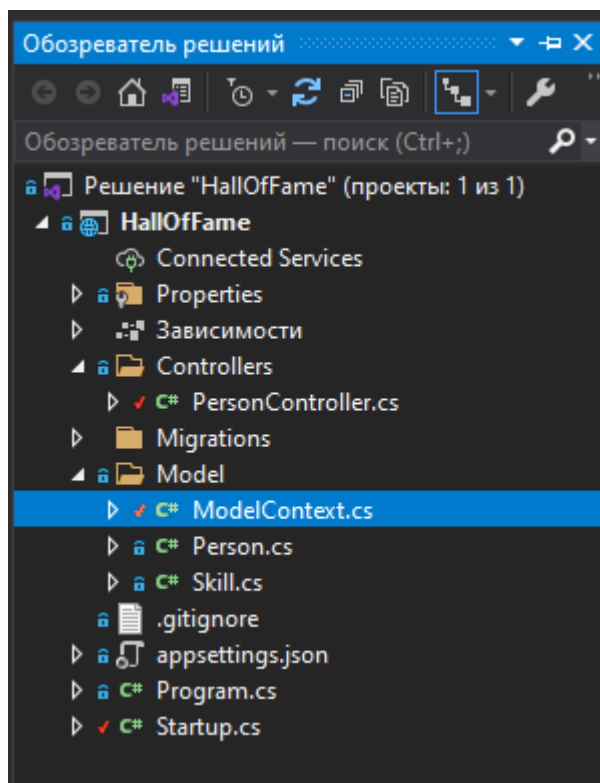 Обозреватель решений
Обозреватель решений — поиск (Ctrl+;)
Решение "HallOfFame" (проекты: 1 из 1)
HallOfFame
Connected Services
Properties
Зависимости
Controllers
C# PersonController.cs
Migrations
Model
C# ModelContext.cs
C# Person.cs
C# Skill.cs
.gitignore
appsettings.json
C# Program.cs
C# Startup.cs